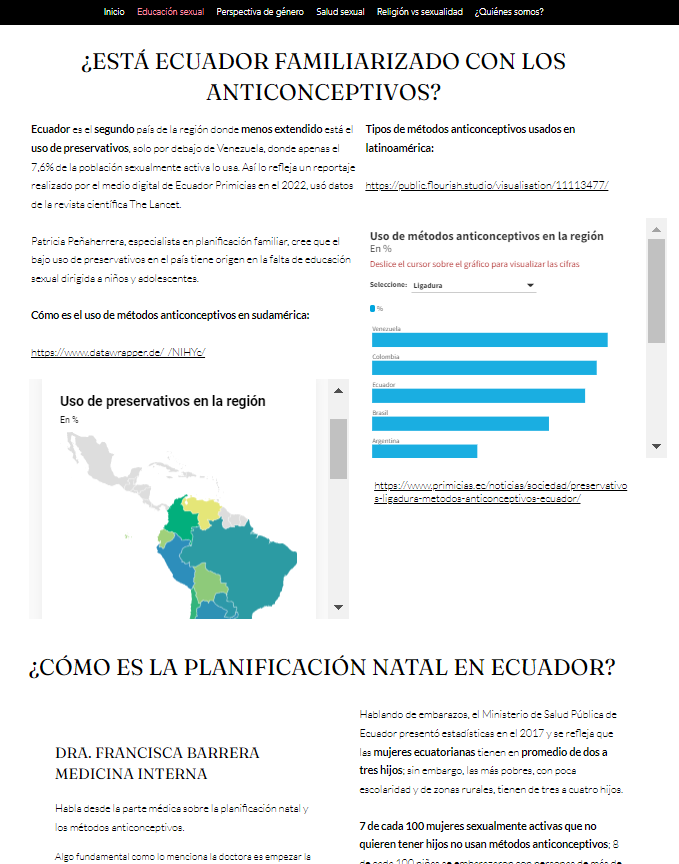 Inicio Educación sexual Perspectiva de género Salud sexual Religión vs sexualidad ¿Quiénes somos?
¿ESTÁ ECUADOR FAMILIARIZADO CON LOS
ANTICONCEPTIVOS?
Ecuador es el segundo país de la región donde menos extendido está el
uso de preservativos, solo por debajo de Venezuela, donde apenas el
7,6% de la población sexualmente activa lo usa. Así lo refleja un reportaje
realizado por el medio digital de Ecuador Primicias en el 2022, usó datos
de la revista científica The Lancet.
Patricia Peñaherrera, especialista en planificación familiar, cree que el
bajo uso de preservativos en el país tiene origen en la falta de educación
sexual dirigida a niños y adolescentes.
Cómo es el uso de métodos anticonceptivos en sudamérica:
https://www.datawrapper.de/_/NIHYc/
Uso de preservativos en la región
En %
Tipos de métodos anticonceptivos usados en
latinoamérica:
https://public.flourish.studio/visualisation/11113477/
Uso de métodos anticonceptivos en la región
En %
Deslice el cursor sobre el gráfico para visualizar las cifras
Seleccione: Ligadura
%
Venezuela
Colombia
Ecuador
Brasil
Argentina
https://www.primicias.ec/noticias/sociedad/preservativo
s-ligadura-metodos-anticonceptivos-ecuador/
¿CÓMO ES LA PLANIFICACIÓN NATAL EN ECUADOR?
DRA. FRANCISCA BARRERA
MEDICINA INTERNA
Habla desde la parte médica sobre la planificación natal y
los métodos anticonceptivos.
Algo fundamental como lo menciona la doctora es empezar la
Hablando de embarazos, el Ministerio de Salud Pública de
Ecuador presentó estadísticas en el 2017 y se refleja que
las mujeres ecuatorianas tienen en promedio de dos a
tres hijos; sin embargo, las más pobres, con poca
escolaridad y de zonas rurales, tienen de tres a cuatro hijos.
7 de cada 100 mujeres sexualmente activas que no
quieren tener hijos no usan métodos anticonceptivos; 8
de cada 100 niñas se embarazaron con personas de más de